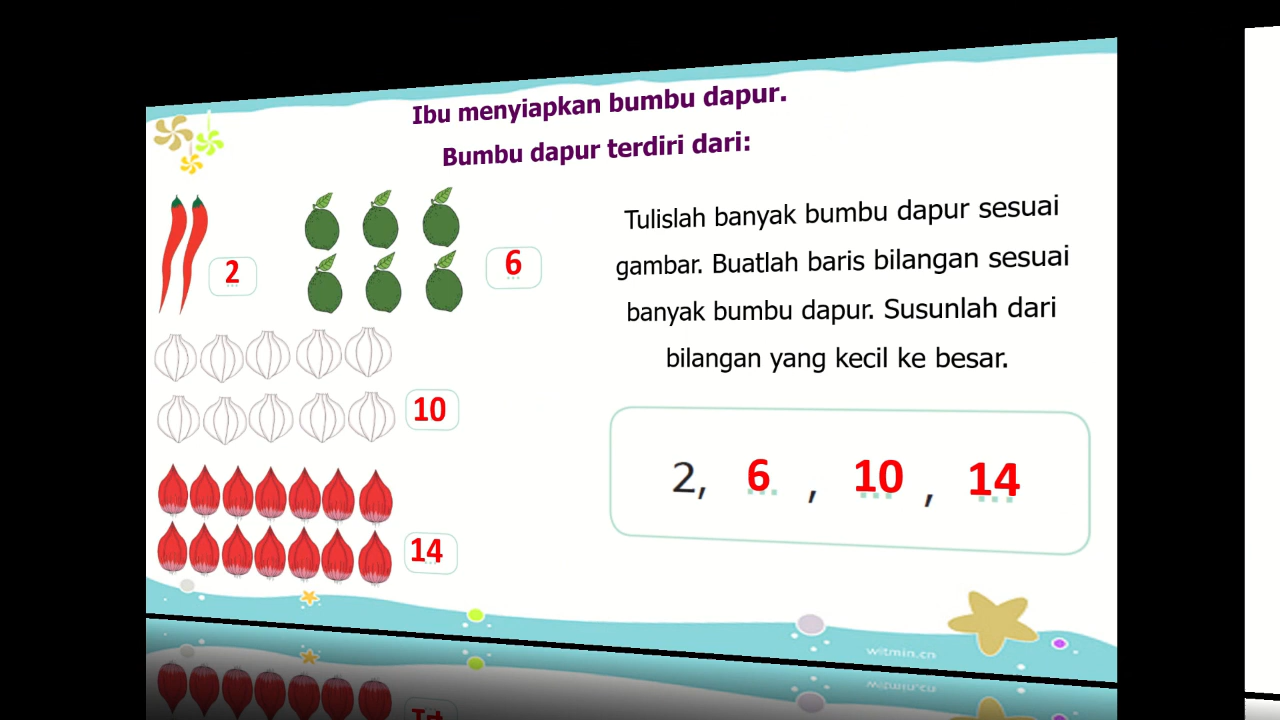 Ibu menyiapkan bumbu dapur.
Bumbu dapur terdiri dari:
2
6
10
14
Tulislah banyak bumbu dapur sesuai
gambar. Buatlah baris bilangan sesuai
banyak bumbu dapur. Susunlah dari
bilangan yang kecil ke besar.
2, 6 , 10 , 14
witmin.cn